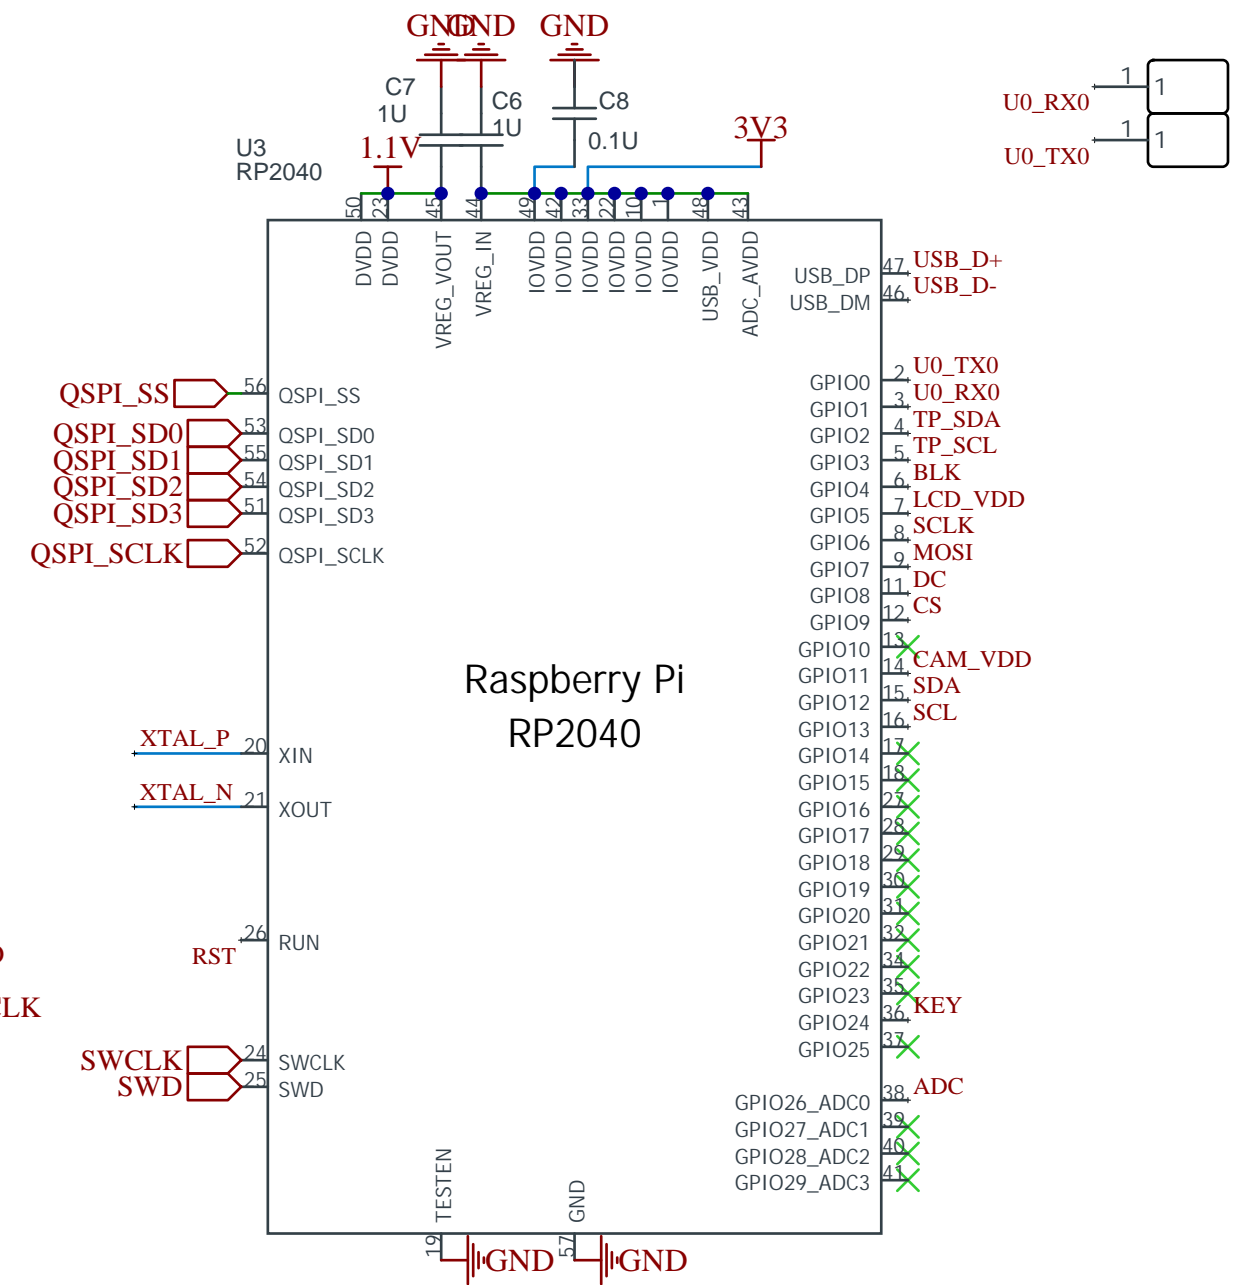 GND GND GND
C7
1U
C6
1U
C8
0.1U
3V3
1.1V
U3
RP2040
1 1
U0_RX0
1 1
U0_TX0
50 23 45 44 49 42 33 22 10 1 48 43
DVDD DVDD VREG_VOUT VREG_IN IOVDD IOVDD IOVDD IOVDD IOVDD IOVDD USB_VDD ADC_AVDD
USB_DP 47 USB_D+
USB_DM 46 USB_D-
QSPI_SS 56 QSPI_SS
QSPI_SD0 53 QSPI_SD0
QSPI_SD1 55 QSPI_SD1
QSPI_SD2 54 QSPI_SD2
QSPI_SD3 51 QSPI_SD3
QSPI_SCLK 52 QSPI_SCLK
GPIO0 2 U0_TX0
GPIO1 3 U0_RX0
GPIO2 4 TP_SDA
GPIO3 5 TP_SCL
GPIO4 6 BLK
GPIO5 7 LCD_VDD
GPIO6 8 SCLK
GPIO7 9 MOSI
GPIO8 11 DC
GPIO9 12 CS
GPIO10 13
GPIO11 14 CAM_VDD
GPIO12 15 SDA
GPIO13 16 SCL
GPIO14 17
GPIO15 18
GPIO16 27
GPIO17 28
GPIO18 29
GPIO19 30
GPIO20 31
GPIO21 32
GPIO22 34
GPIO23 35
GPIO24 36 KEY
GPIO25 37
Raspberry Pi
RP2040
XTAL_P 20 XIN
XTAL_N 21 XOUT
RST 26 RUN
LK
SWCLK 24 SWCLK
SWD 25 SWD
GPIO26_ADC0 38 ADC
GPIO27_ADC1 39
GPIO28_ADC2 40
GPIO29_ADC3 41
TESTEN GND
19 GND 57 GND